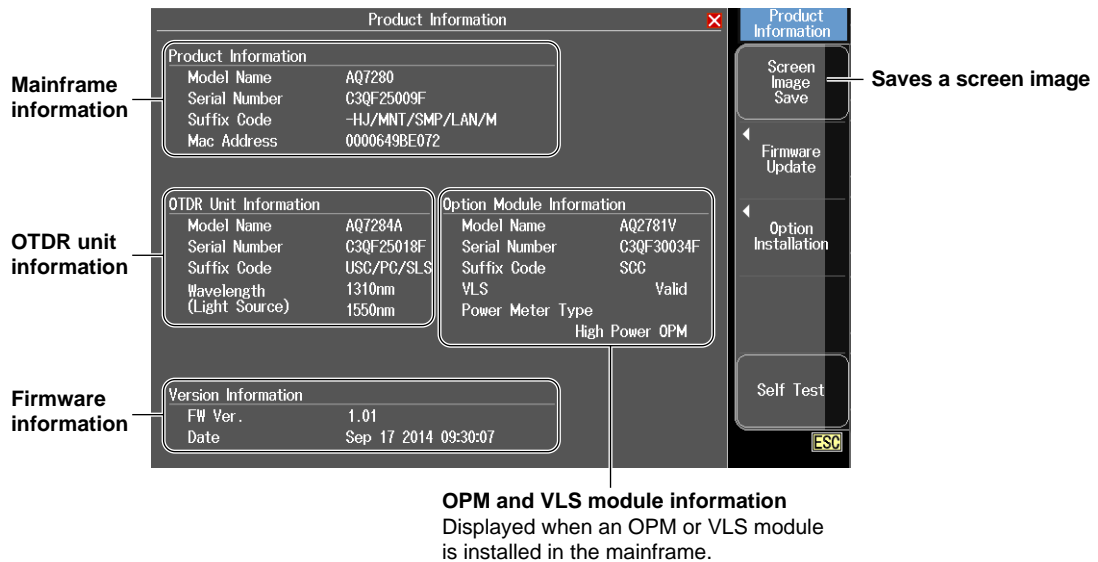 Product Information
Product Information
Product Information
Model Name AQ7280
Serial Number C3QF25009F
Suffix Code -HJ/MNT/SMP/LAN/M
Mac Address 0000649BE072
Mainframe information
Screen Image Save
Saves a screen image
Firmware Update
OTDR Unit Information
Model Name AQ7284A
Serial Number C3QF25018F
Suffix Code USC/PC/SLS
Wavelength 1310nm
(Light Source) 1550nm
OTDR unit information
Option Module Information
Model Name AQ2781V
Serial Number C3QF30034F
Suffix Code SCC
VLS Valid
Power Meter Type
High Power OPM
Option Installation
Version Information
FW Ver. 1.01
Date Sep 17 2014 09:30:07
Firmware information
Self Test
ESC
OPM and VLS module information
Displayed when an OPM or VLS module
is installed in the mainframe.